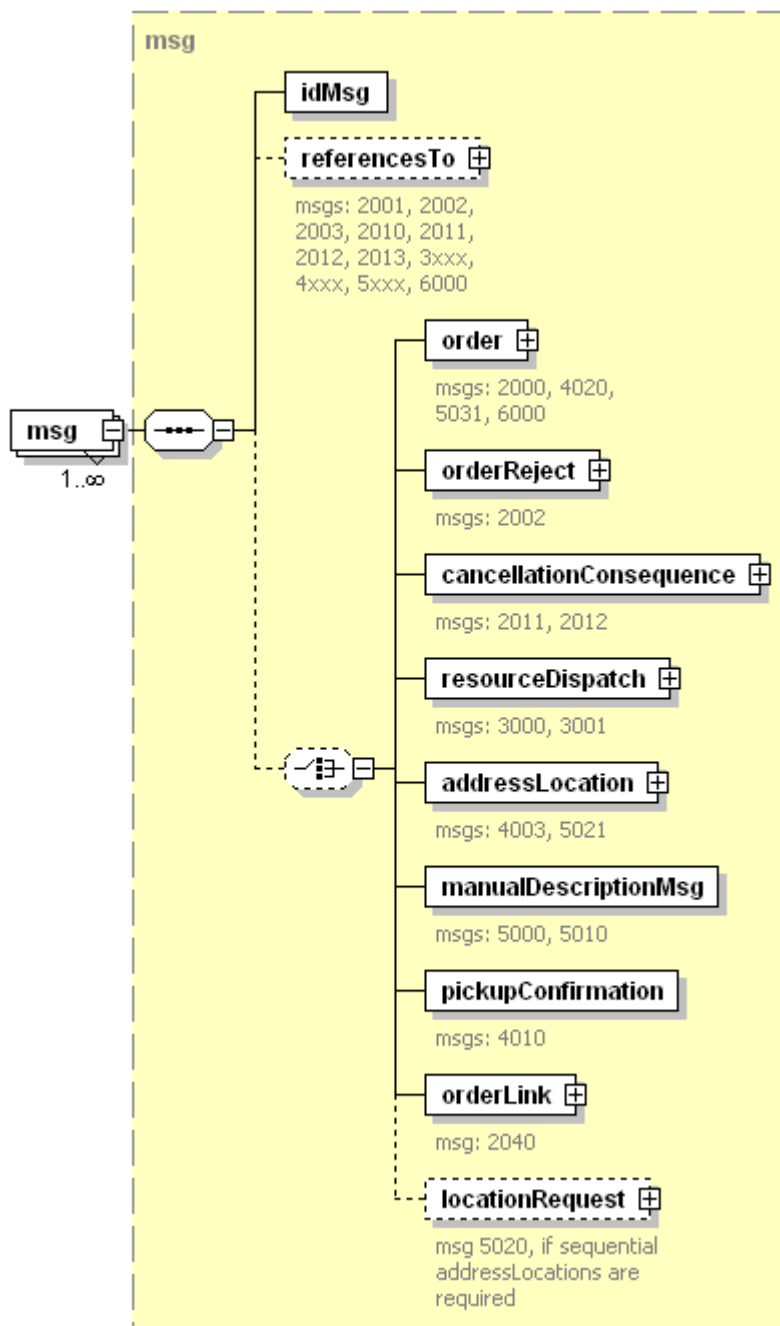 msg
idMsg
referencesTo
msgs: 2001, 2002,
2003, 2010, 2011,
2012, 2013, 3xxx,
4xxx, 5xxx, 6000
order
msgs: 2000, 4020,
5031, 6000
msg
1..∞
orderReject
msgs: 2002
cancellationConsequence
msgs: 2011, 2012
resourceDispatch
msgs: 3000, 3001
addressLocation
msgs: 4003, 5021
manualDescriptionMsg
msgs: 5000, 5010
pickupConfirmation
msgs: 4010
orderLink
msg: 2040
locationRequest
msg 5020, if sequential
addressLocations are
required